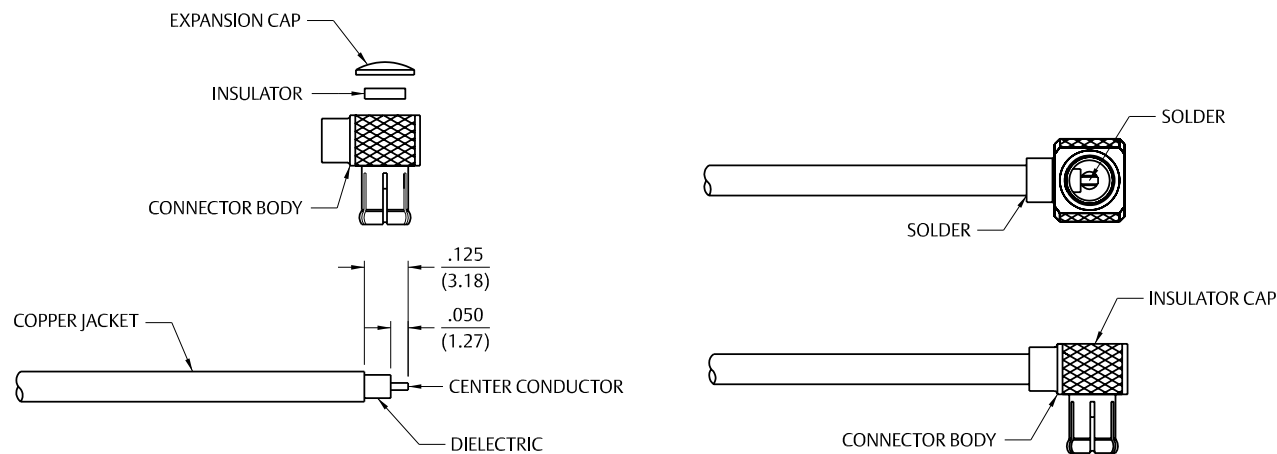 EXPANSION CAP
INSULATOR
CONNECTOR BODY
.125
(3.18)
.050
(1.27)
COPPER JACKET
CENTER CONDUCTOR
DIELECTRIC
SOLDER
SOLDER
INSULATOR CAP
CONNECTOR BODY